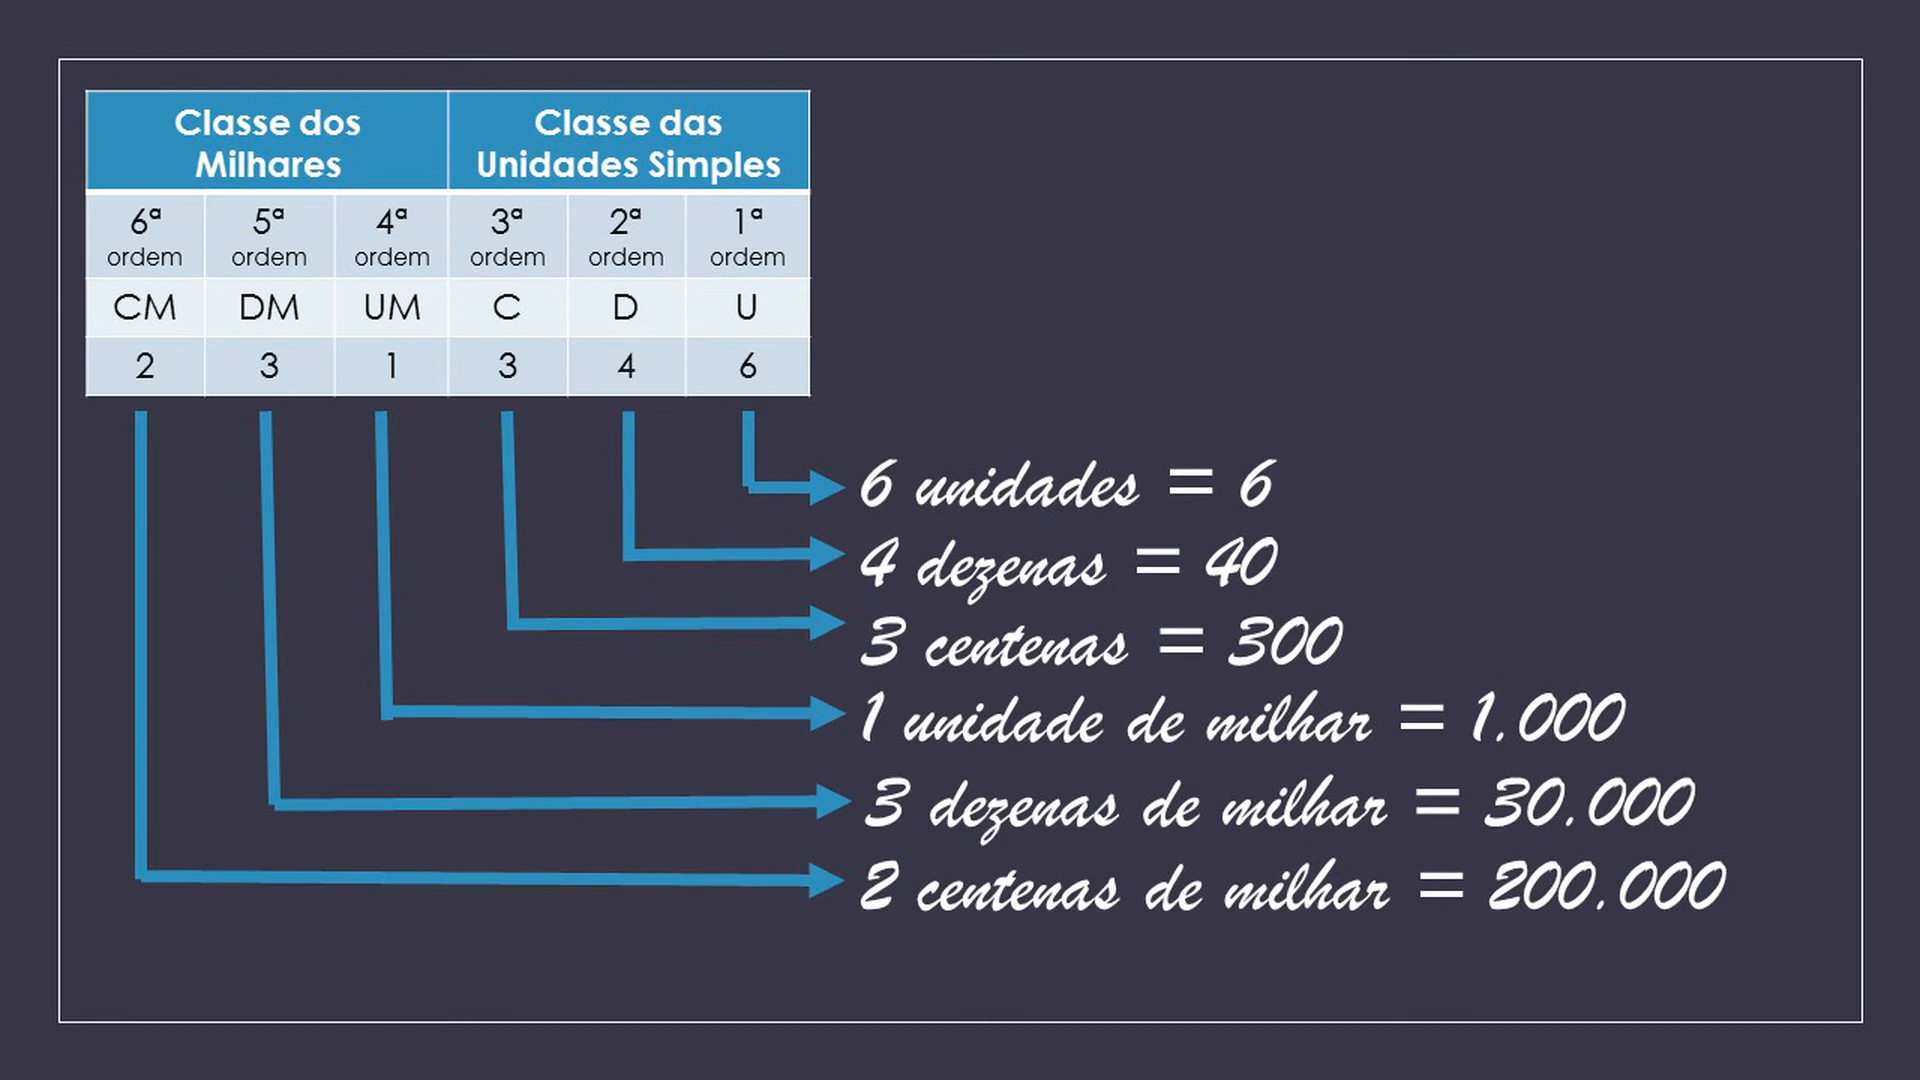 Classe dos
Milhares
Classe das
Unidades Simples
6ª 5ª 4ª 3ª 2ª 1ª
ordem ordem ordem ordem ordem ordem
CM DM UM C D U
2 3 1 3 4 6
6 unidades = 6
4 dezenas = 40
3 centenas = 300
1 unidade de milhar = 1.000
3 dezenas de milhar = 30.000
2 centenas de milhar = 200.000